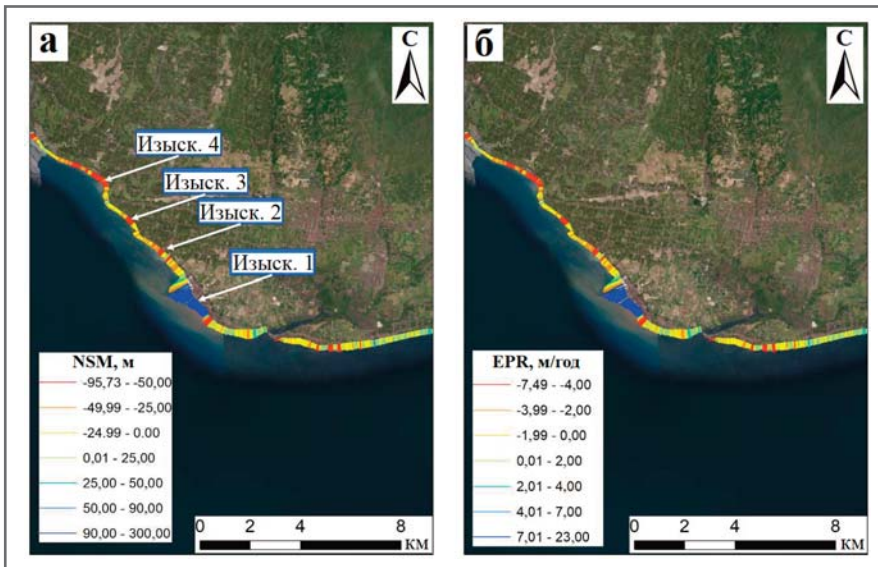 а
С
Изыск. 4
Изыск. 3
Изыск. 2
Изыск. 1
NSM, м
-95,73 - -50,00
-49,99 - -25,00
-24.99 - 0.00
0,01 - 25,00
25,00 - 50,00
50,00 - 90,00
90,00 - 300,00
0 4 8
км
б
С
EPR, м/год
-7,49 - -4,00
-3,99 - -2,00
-1,99 - 0,00
0,01 - 2,00
2,01 - 4,00
4,01 - 7,00
7,01 - 23,00
0 2 4 8
км